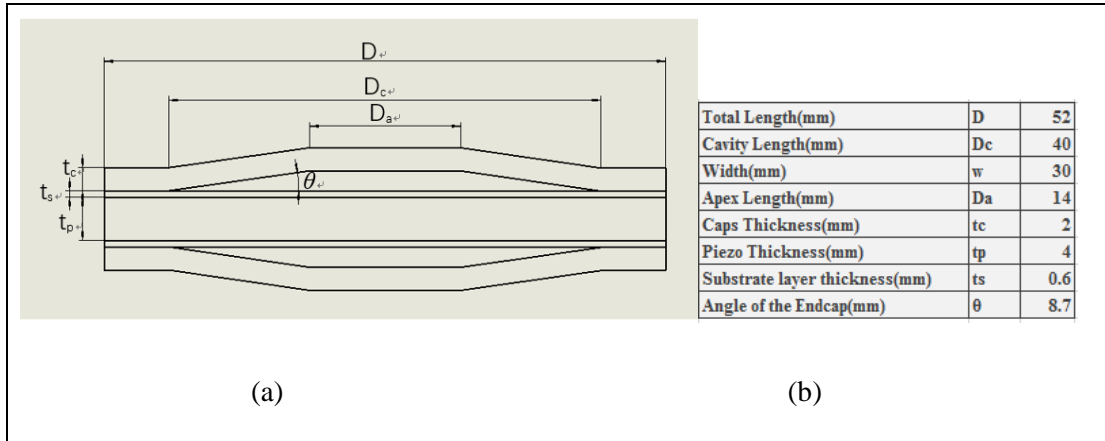 D
Dc
Da
tc
θ
ts
tp
Total Length(mm) D 52
Cavity Length(mm) Dc 40
Width(mm) w 30
Apex Length(mm) Da 14
Caps Thickness(mm) tc 2
Piezo Thickness(mm) tp 4
Substrate layer thickness(mm) ts 0.6
Angle of the Endcap(mm) θ 8.7
(a) (b)